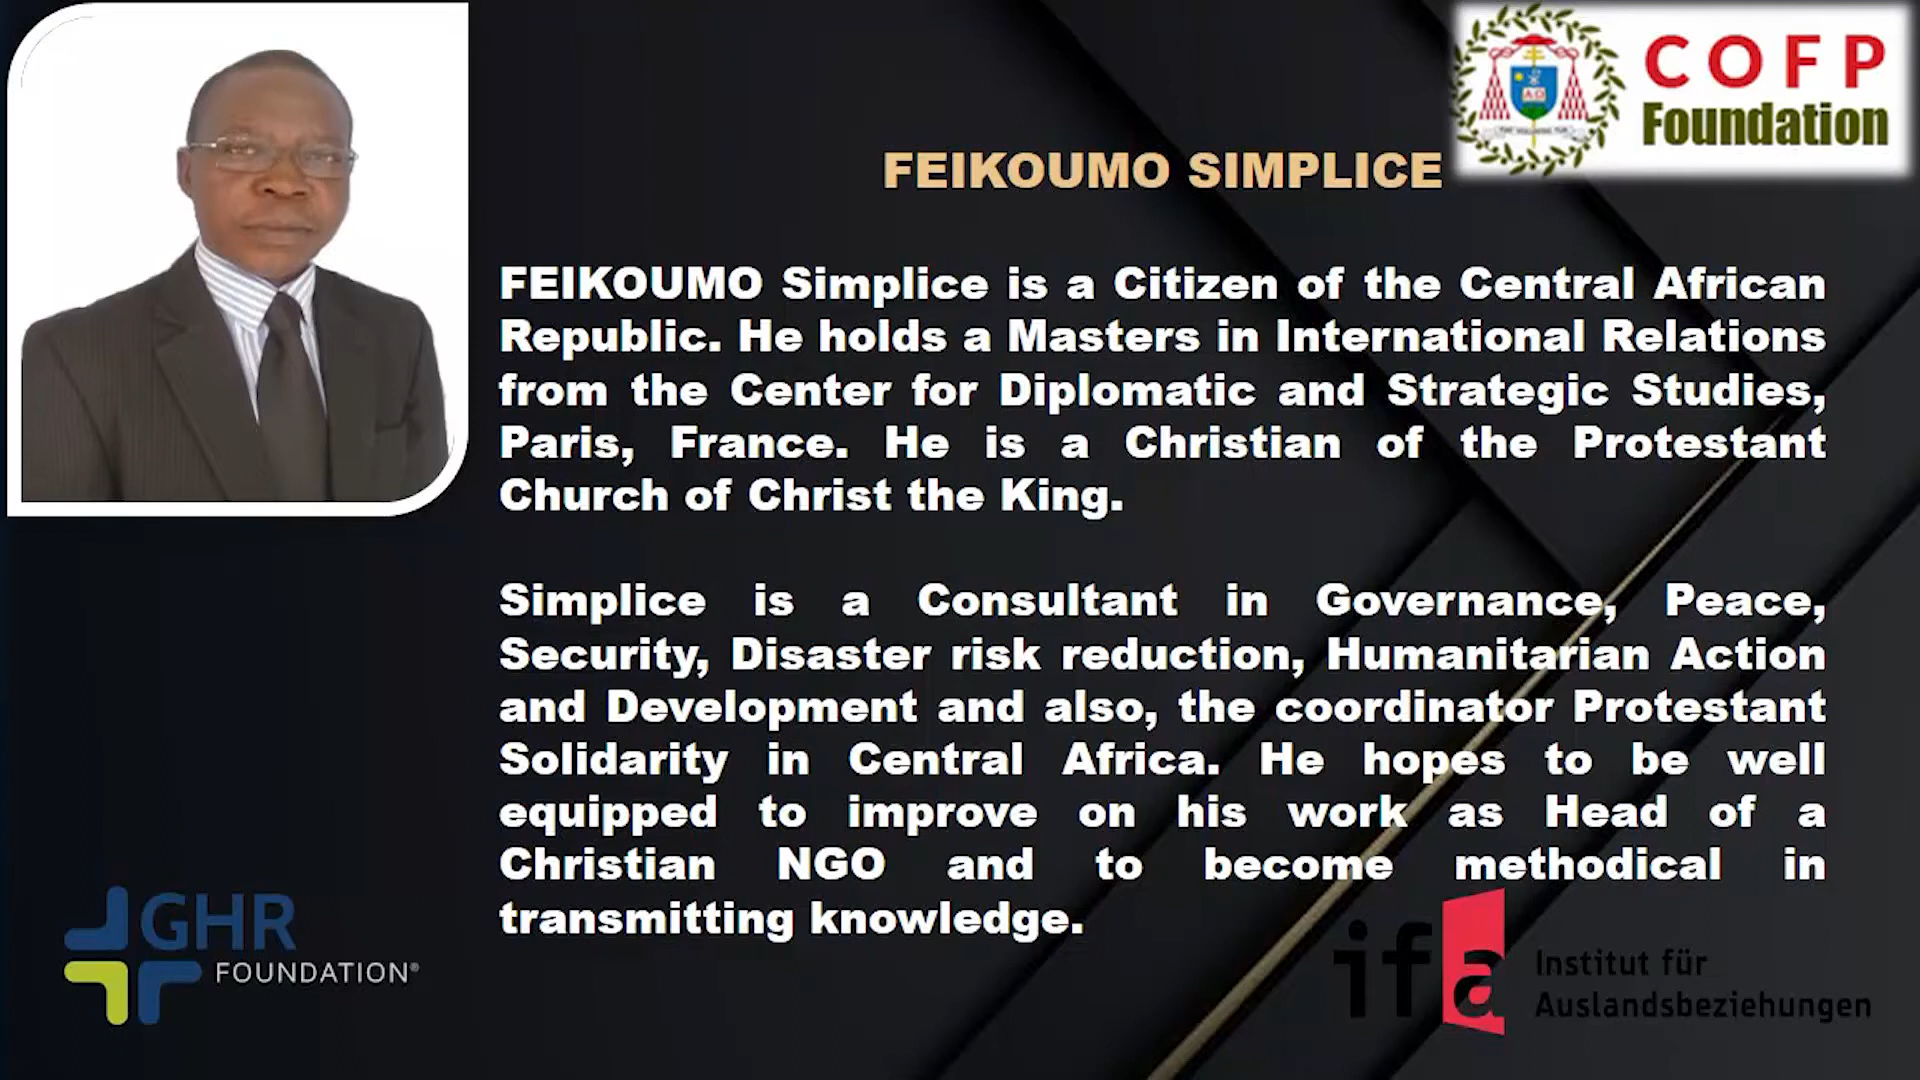 COFP
Foundation
FEIKOUMO SIMPLICE
FEIKOUMO Simplice is a Citizen of the Central African
Republic. He holds a Masters in International Relations
from the Center for Diplomatic and Strategic Studies,
Paris, France. He is a Christian of the Protestant
Church of Christ the King.
Simplice is a Consultant in Governance, Peace,
Security, Disaster risk reduction, Humanitarian Action
and Development and also, the coordinator Protestant
Solidarity in Central Africa. He hopes to be well
equipped to improve on his work as Head of a
Christian NGO and to become methodical in
transmitting knowledge.
GHR
FOUNDATION®
ifa
Institut für
Auslandsbeziehungen